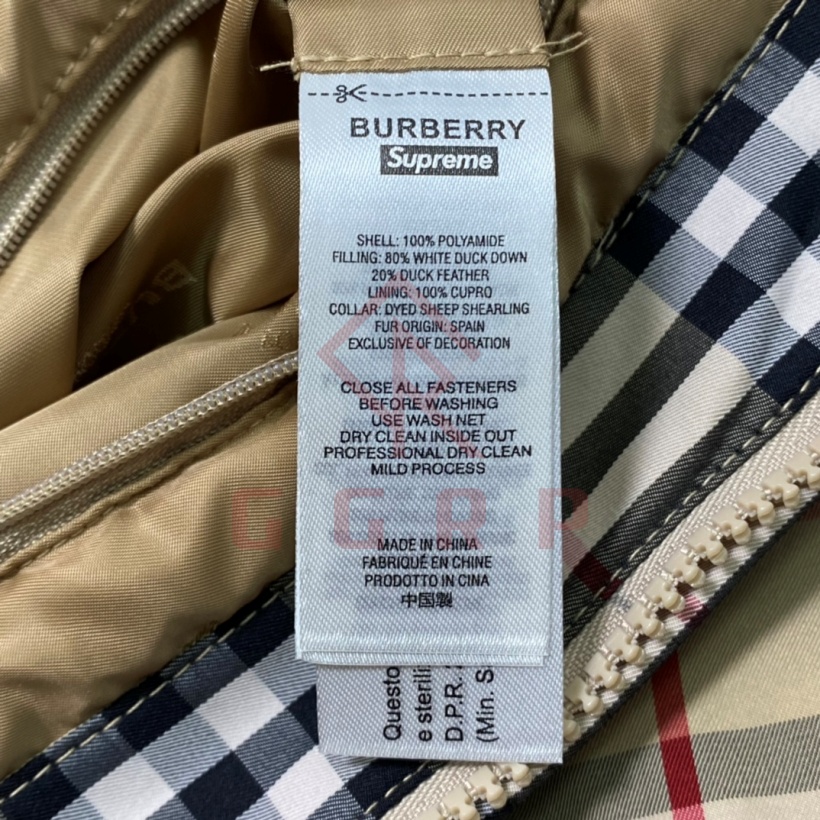 BURBERRY
Supreme
SHELL: 100% POLYAMIDE
FILLING: 80% WHITE DUCK DOWN
20% DUCK FEATHER
LINING: 100% CUPRO
COLLAR: DYED SHEEP SHEARLING
FUR ORIGIN: SPAIN
EXCLUSIVE OF DECORATION
CLOSE ALL FASTENERS
BEFORE WASHING
USE WASH NET
DRY CLEAN INSIDE OUT
PROFESSIONAL DRY CLEAN
MILD PROCESS
MADE IN CHINA
FABRIQUÉ EN CHINE
PRODOTTO IN CINA
中国製
Questo
e sterili
D.P.R.
(Min. S